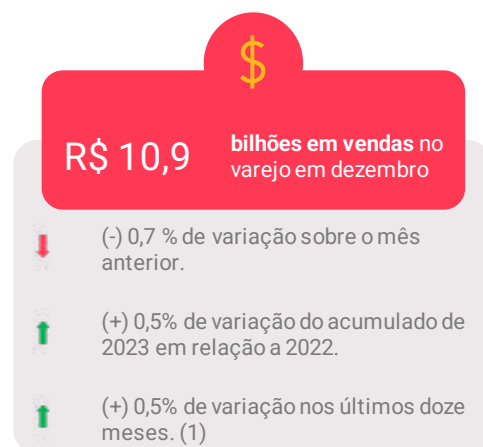 $
R$ 10,9
bilhões em vendas no
varejo em dezembro
(-) 0,7 % de variação sobre o mês
anterior.
(+) 0,5% de variação do acumulado de
2023 em relação a 2022.
(+) 0,5% de variação nos últimos doze
meses. (1)